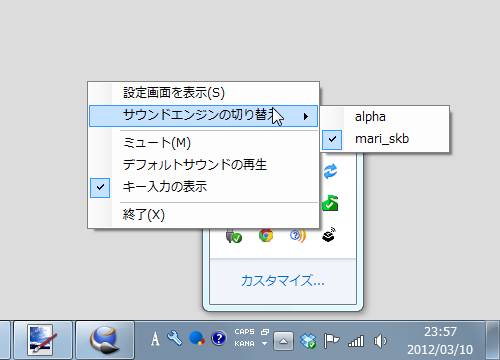 設定画面を表示(S)
サウンドエンジンの切り替え
alpha
mari_skb
ミュート(M)
デフォルトサウンドの再生
キー入力の表示
終了(X)
カスタマイズ...
A
CAPS
KANA
23:57
2012/03/10